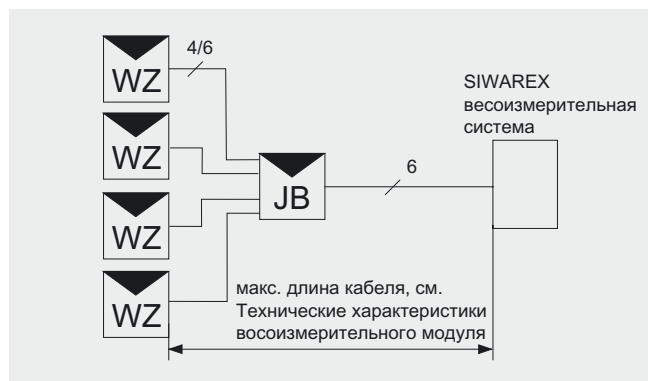 4/6
WZ
SIWAREX
весоизмерительная
система
WZ
6
JB
WZ
макс. длина кабеля, см.
Технические характеристики
восоизмерительного модуля
WZ